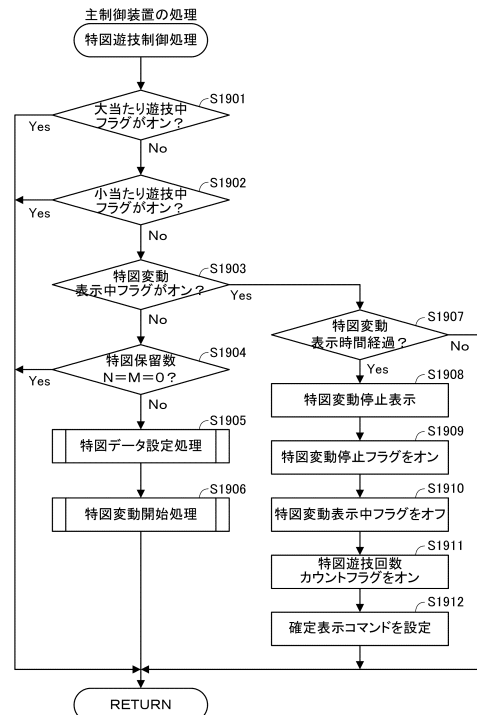 主制御装置の処理
特図遊技制御処理
S1901
大当たり遊技中
フラグがオン？
Yes
No
S1902
小当たり遊技中
フラグがオン？
Yes
No
S1903
特図変動
表示中フラグがオン？
Yes
No
S1904
特図保留数
N＝M＝0？
Yes
No
S1905
特図データ設定処理
S1906
特図変動開始処理
S1907
特図変動
表示時間経過？
No
Yes
S1908
特図変動停止表示
S1909
特図変動停止フラグをオン
S1910
特図変動表示中フラグをオフ
S1911
特図遊技回数
カウントフラグをオン
S1912
確定表示コマンドを設定
RETURN